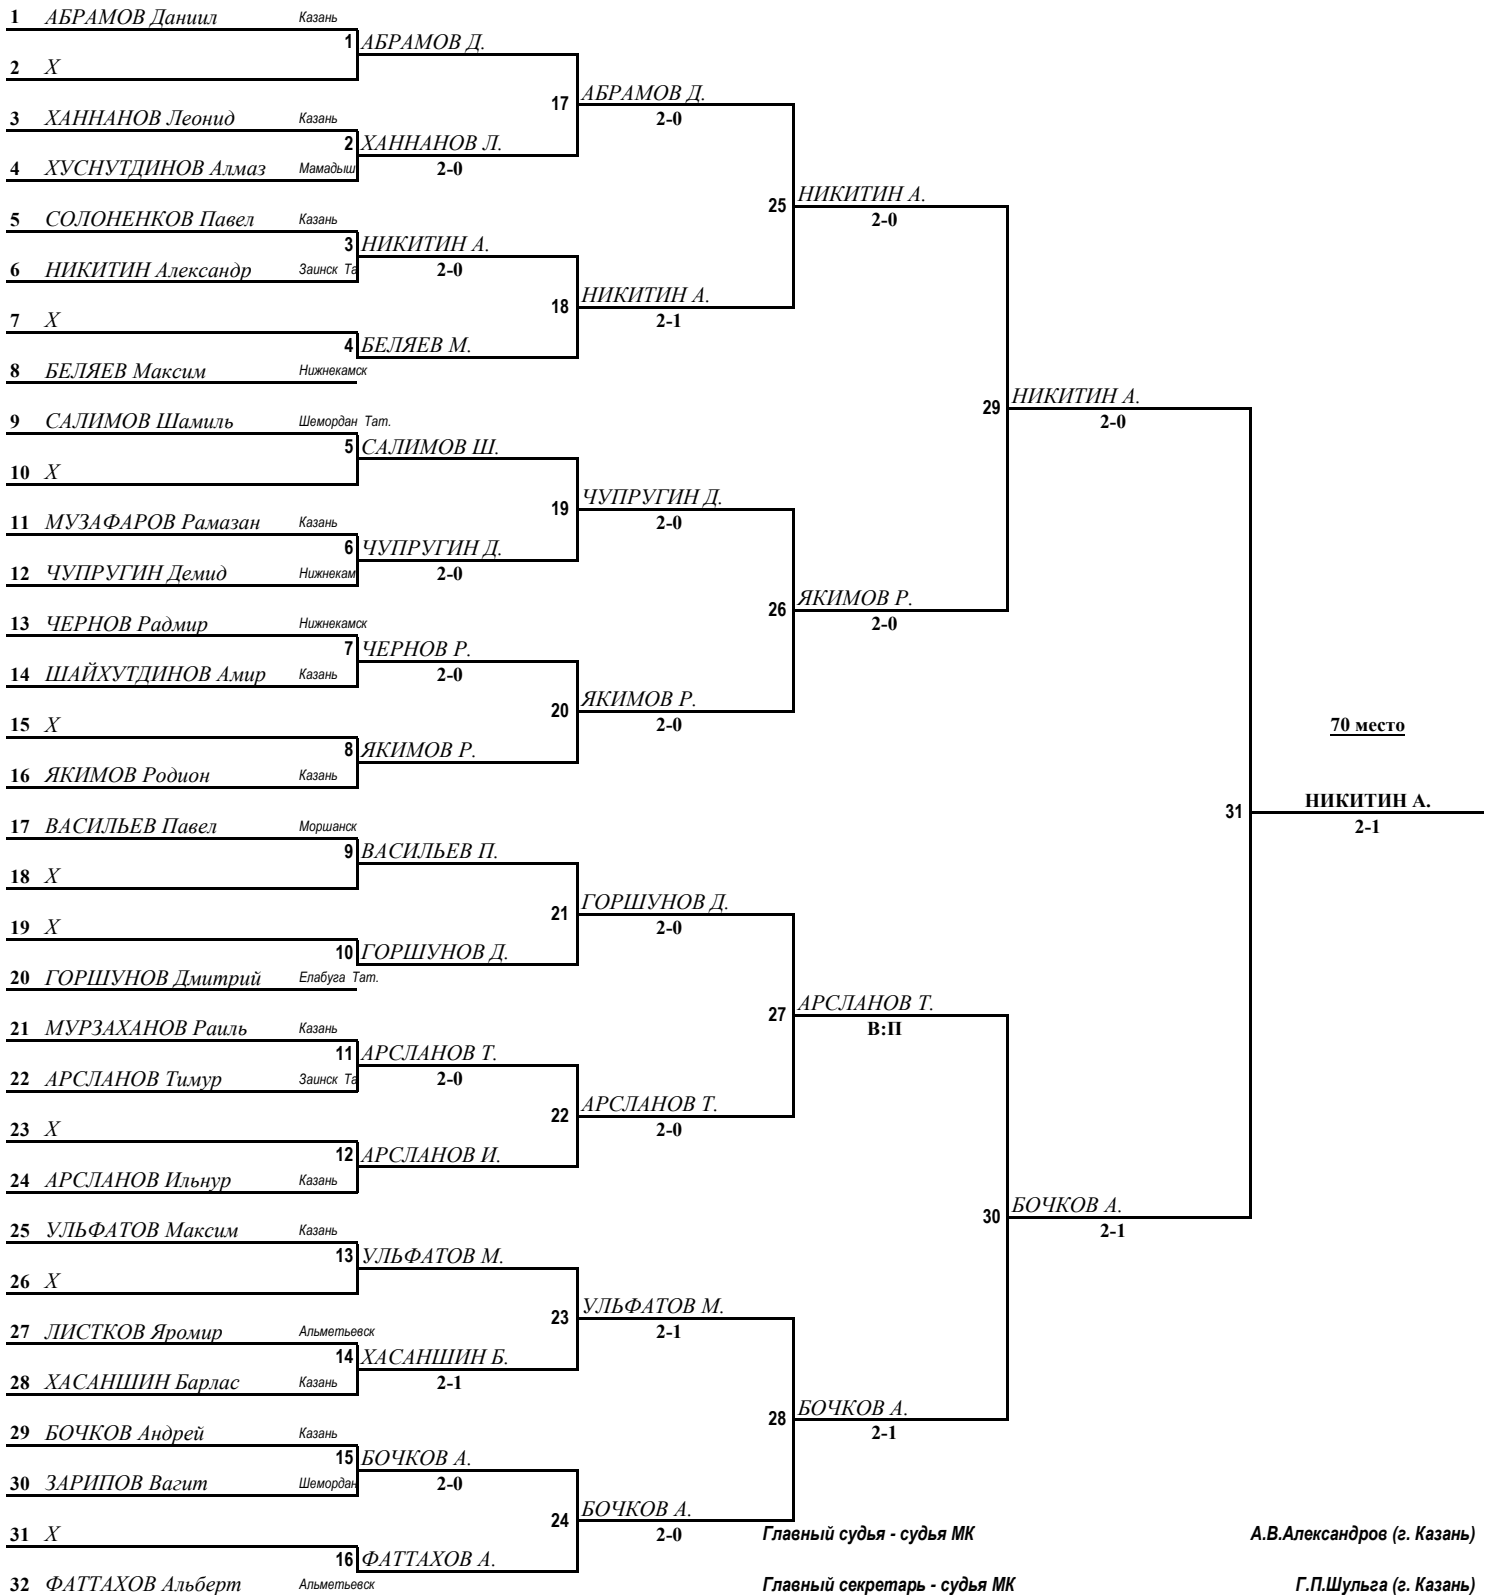 1 АБРАМОВ Даниил Казань
1 АБРАМОВ Д.
2 X
17 АБРАМОВ Д.
2-0
3 ХАННАНОВ Леонид Казань
2 ХАННАНОВ Л.
2-0
4 ХУСНУТДИНОВ Алмаз Мамадыш
25 НИКИТИН А.
2-0
5 СОЛОНЕНКОВ Павел Казань
3 НИКИТИН А.
2-0
6 НИКИТИН Александр Заинск Та
18 НИКИТИН А.
2-1
7 X
4 БЕЛЯЕВ М.
8 БЕЛЯЕВ Максим Нижнекамск
29 НИКИТИН А.
2-0
9 САЛИМОВ Шамиль Шемордан Тат.
5 САЛИМОВ Ш.
10 X
19 ЧУПРУГИН Д.
2-0
11 МУЗАФАРОВ Рамазан Казань
6 ЧУПРУГИН Д.
2-0
12 ЧУПРУГИН Демид Нижнекам
26 ЯКИМОВ Р.
2-0
13 ЧЕРНОВ Радмир Нижнекамск
7 ЧЕРНОВ Р.
2-0
14 ШАЙХУТДИНОВ Амир Казань
20 ЯКИМОВ Р.
2-0
15 X
70 место
8 ЯКИМОВ Р.
16 ЯКИМОВ Родион Казань
31 НИКИТИН А.
2-1
17 ВАСИЛЬЕВ Павел Моршанск
9 ВАСИЛЬЕВ П.
18 X
21 ГОРШУНОВ Д.
2-0
19 X
10 ГОРШУНОВ Д.
20 ГОРШУНОВ Дмитрий Елабуга Тат.
27 АРСЛАНОВ Т.
В:П
21 МУРЗАХАНОВ Раиль Казань
11 АРСЛАНОВ Т.
2-0
22 АРСЛАНОВ Тимур Заинск Та
22 АРСЛАНОВ Т.
2-0
23 X
12 АРСЛАНОВ И.
24 АРСЛАНОВ Ильнур Казань
30 БОЧКОВ А.
2-1
25 УЛЬФАТОВ Максим Казань
13 УЛЬФАТОВ М.
26 X
23 УЛЬФАТОВ М.
2-1
27 ЛИСТКОВ Яромир Альметьевск
14 ХАСАНШИН Б.
2-1
28 ХАСАНШИН Барлас Казань
28 БОЧКОВ А.
2-1
29 БОЧКОВ Андрей Казань
15 БОЧКОВ А.
2-0
30 ЗАРИПОВ Вагит Шемордан
24 БОЧКОВ А.
2-0
31 X
Главный судья - судья МК А.В.Александров (г. Казань)
16 ФАТТАХОВ А.
32 ФАТТАХОВ Альберт Альметьевск
Главный секретарь - судья МК Г.П.Шульга (г. Казань)